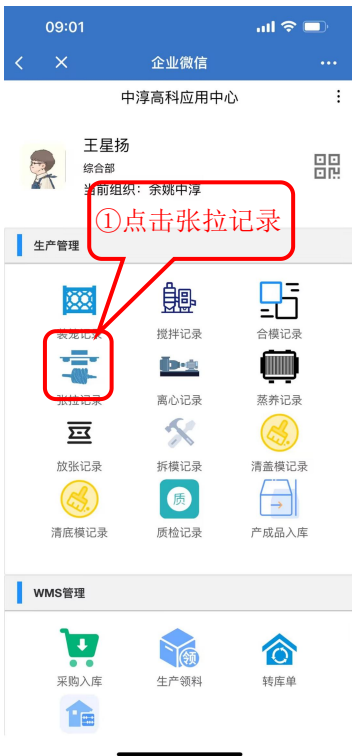 09:01
企业微信
中淳高科应用中心
王星扬
综合部
当前组织：余姚中淳
①点击张拉记录
生产管理
装笼记录 搅拌记录 合模记录
张拉记录 离心记录 蒸养记录
放张记录 拆模记录 清盖模记录
质
清底模记录 质检记录 产成品入库
WMS管理
领
采购入库 生产领料 转库单